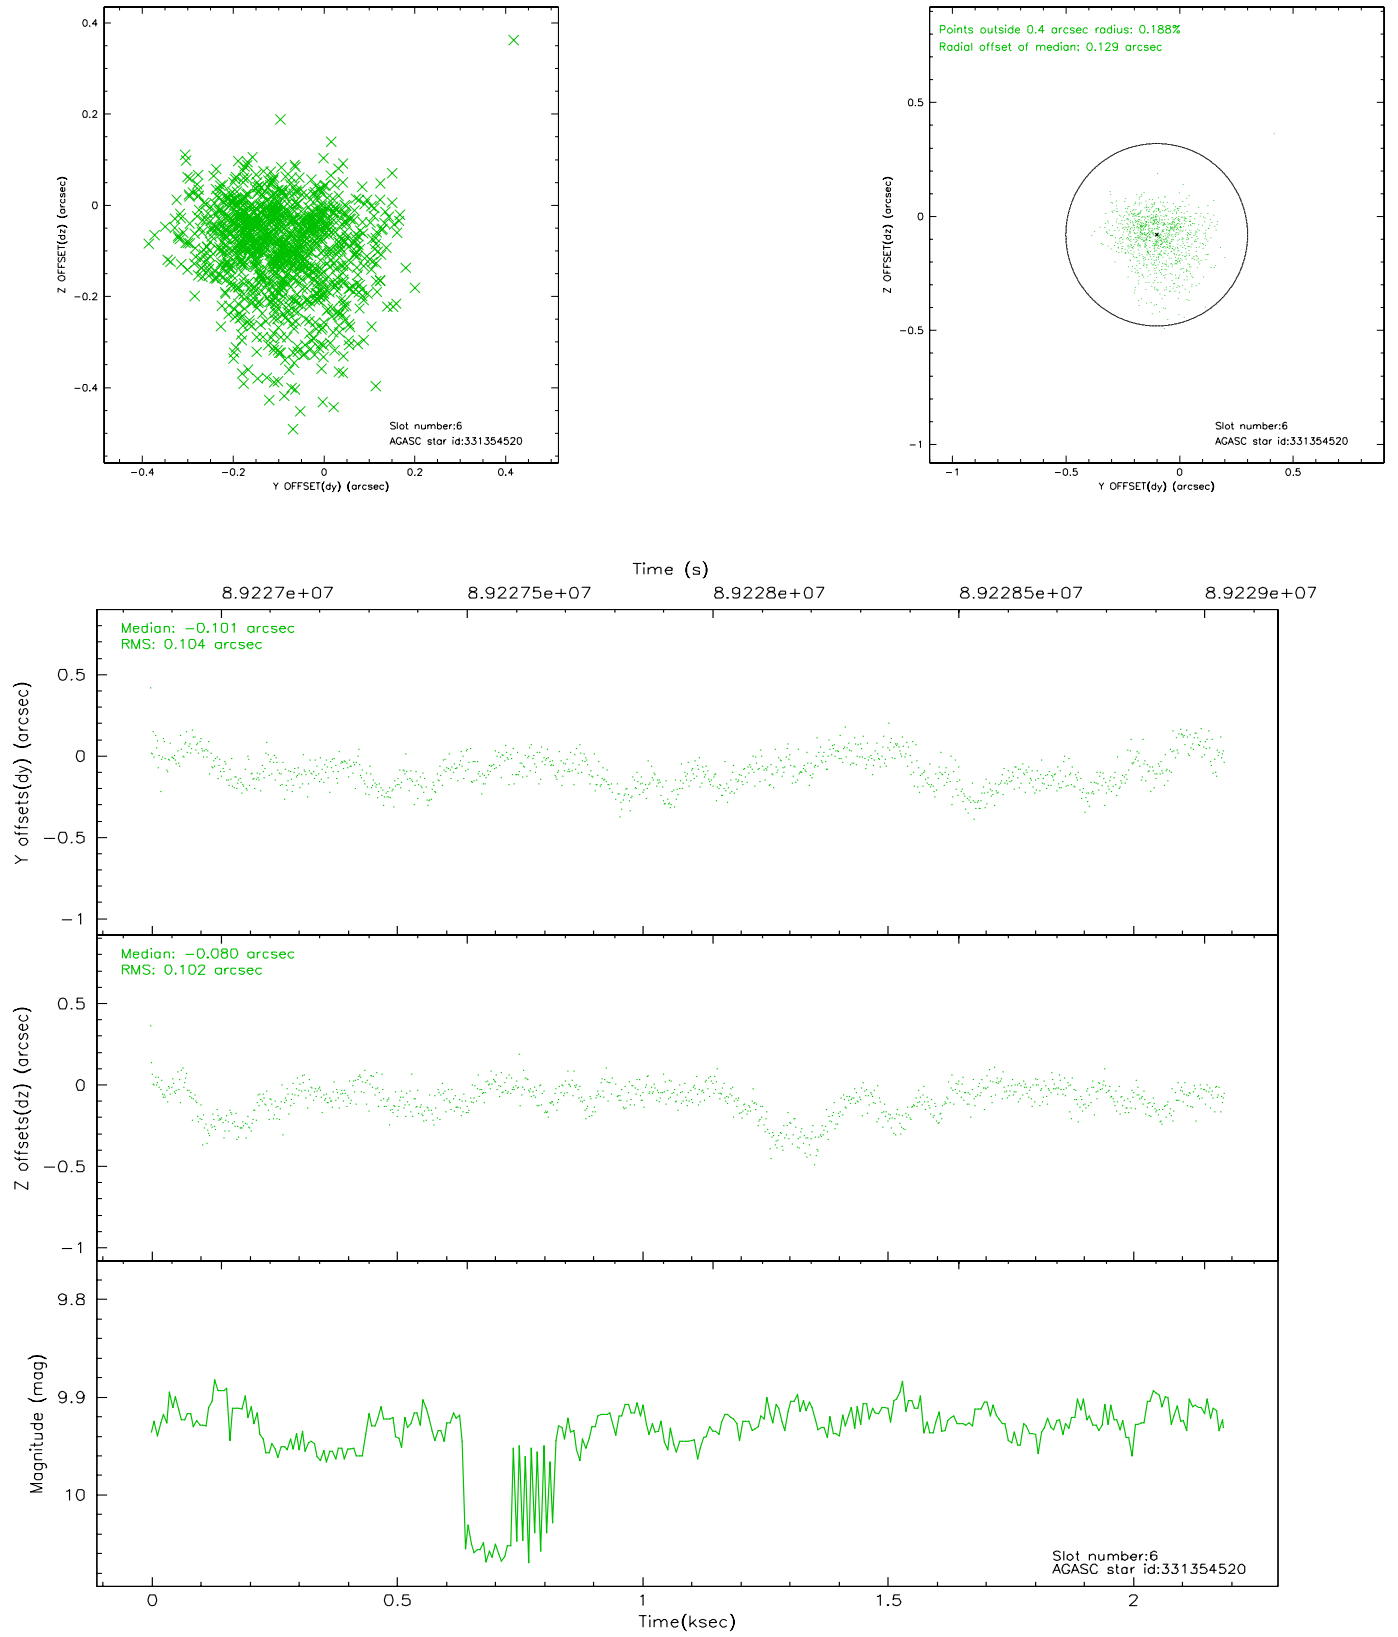 0.4
0.2
0
−0.2
−0.4
Z OFFSET(dz) (arcsec)
−0.4
−0.2
0
0.2
0.4
Y OFFSET(dy) (arcsec)
Slot number:6
AGASC star id:331354520
Points outside 0.4 arcsec radius: 0.188%
Radial offset of median: 0.129 arcsec
0.5
0
−0.5
−1
Z OFFSET(dz) (arcsec)
−1
−0.5
0
0.5
Y OFFSET(dy) (arcsec)
Slot number:6
AGASC star id:331354520
Time (s)
8.9227e+07
8.92275e+07
8.9228e+07
8.92285e+07
8.9229e+07
Median: −0.101 arcsec
RMS: 0.104 arcsec
0.5
0
−0.5
−1
Y offsets(dy) (arcsec)
Median: −0.080 arcsec
RMS: 0.102 arcsec
0.5
0
−0.5
−1
Z offsets(dz) (arcsec)
9.8
9.9
10
Magnitude (mag)
Slot number:6
AGASC star id:331354520
0
0.5
1
1.5
2
Time(ksec)